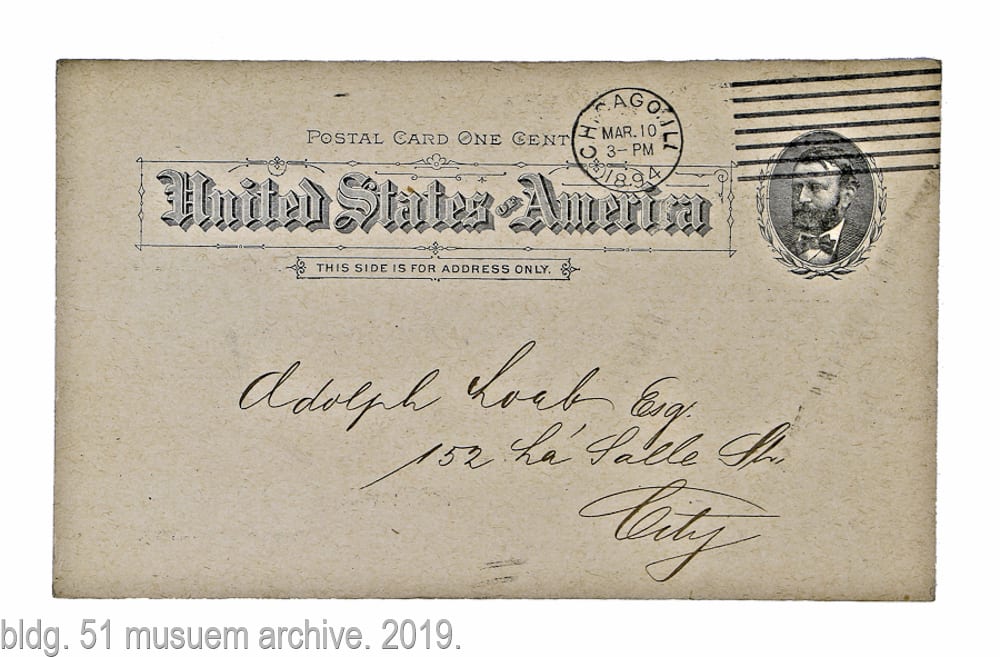 POSTAL CARD ONE CENT
CHICAGO, ILL
MAR. 10
3-PM
1894
United States of America
THIS SIDE IS FOR ADDRESS ONLY.
Adolph Loeb Esq.
152 La Salle St.
City
bldg. 51 musuem archive. 2019.